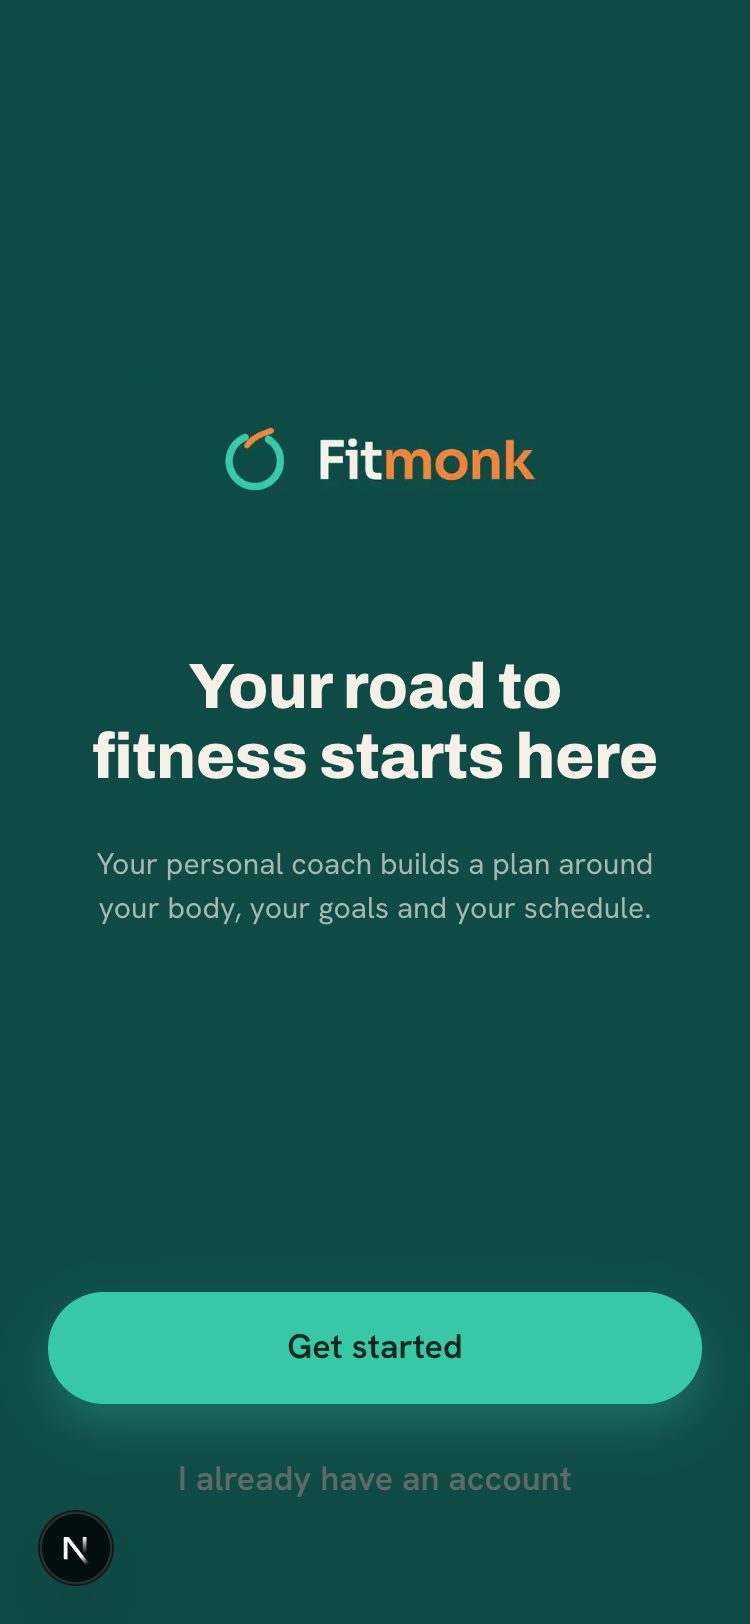 Fitmonk
Your road to
fitness starts here
Your personal coach builds a plan around
your body, your goals and your schedule.
Get started
I already have an account
N